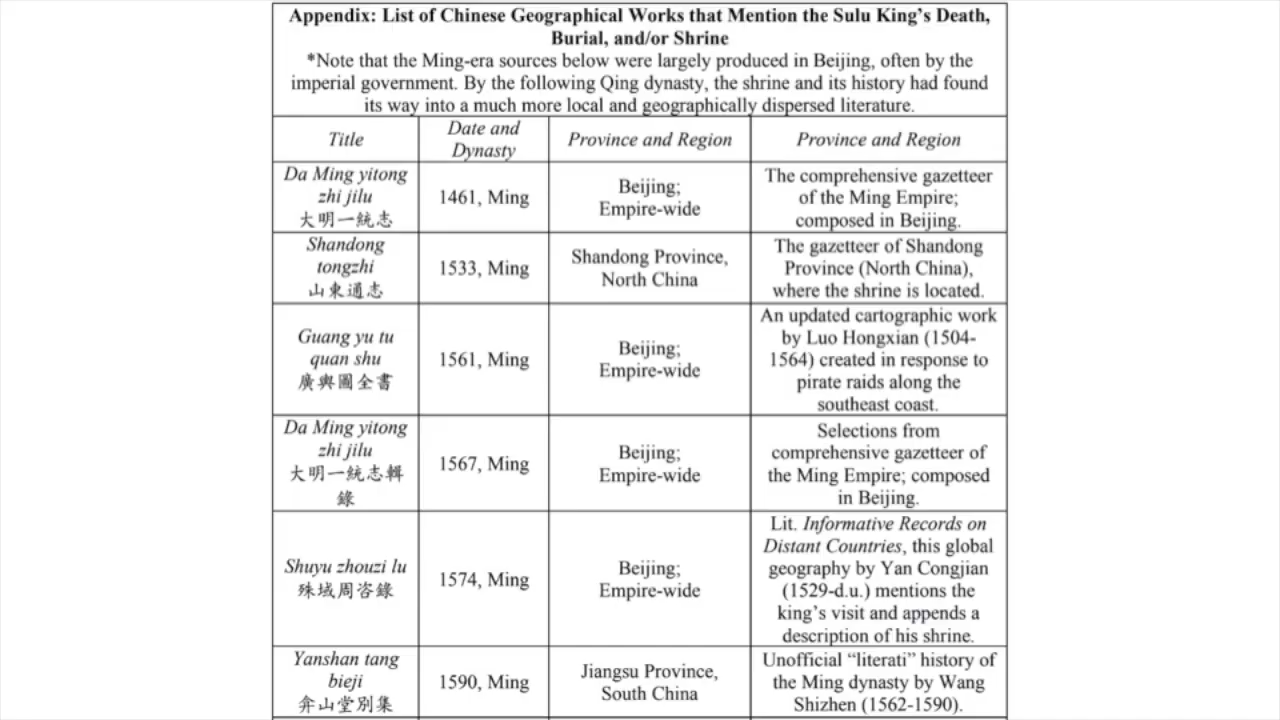 Appendix: List of Chinese Geographical Works that Mention the Sulu King's Death,
Burial, and/or Shrine
*Note that the Ming-era sources below were largely produced in Beijing, often by the
imperial government. By the following Qing dynasty, the shrine and its history had found
its way into a much more local and geographically dispersed literature.
Title
Date and
Dynasty
Province and Region
Province and Region
Da Ming yitong
zhi jilu
大明一統志
1461, Ming
Beijing;
Empire-wide
The comprehensive gazetteer
of the Ming Empire;
composed in Beijing.
Shandong
tongzhi
山東通志
1533, Ming
Shandong Province,
North China
The gazetteer of Shandong
Province (North China),
where the shrine is located.
Guang yu tu
quan shu
廣輿圖全書
1561, Ming
Beijing;
Empire-wide
An updated cartographic work
by Luo Hongxian (1504-
1564) created in response to
pirate raids along the
southeast coast.
Da Ming yitong
zhi jilu
大明一統志輯
錄
1567, Ming
Beijing;
Empire-wide
Selections from
comprehensive gazetteer of
the Ming Empire; composed
in Beijing.
Shuyu zhouzi lu
殊域周咨錄
1574, Ming
Beijing;
Empire-wide
Lit. Informative Records on
Distant Countries, this global
geography by Yan Congjian
(1529-d.u.) mentions the
king's visit and appends a
description of his shrine.
Yanshan tang
bieji
弇山堂別集
1590, Ming
Jiangsu Province,
South China
Unofficial “literati” history of
the Ming dynasty by Wang
Shizhen (1562-1590).